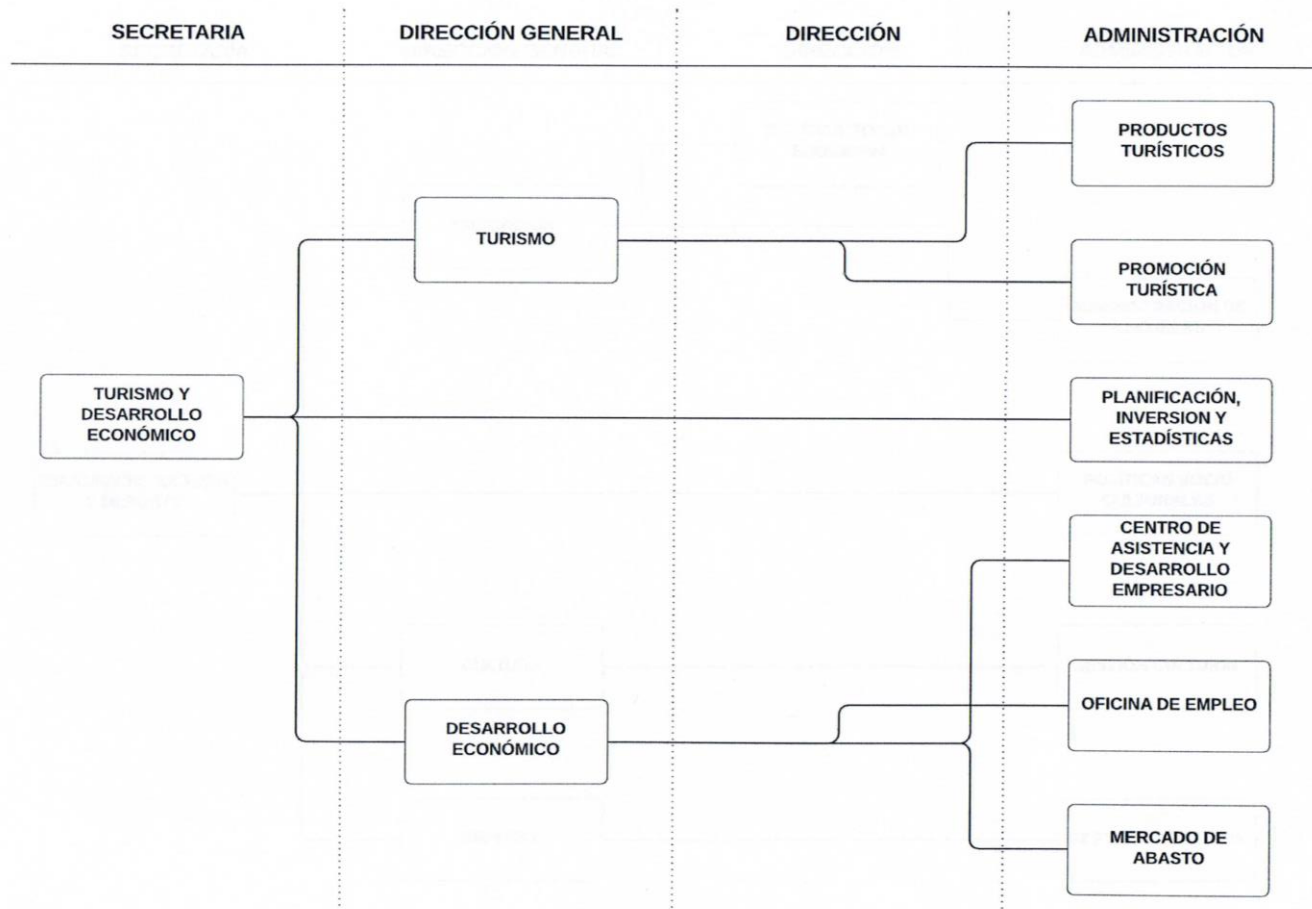 SECRETARIA
DIRECCIÓN GENERAL
DIRECCIÓN
ADMINISTRACIÓN
PRODUCTOS
TURÍSTICOS
TURISMO
PROMOCIÓN
TURÍSTICA
TURISMO Y
DESARROLLO
ECONÓMICO
PLANIFICACIÓN,
INVERSION Y
ESTADÍSTICAS
CENTRO DE
ASISTENCIA Y
DESARROLLO
EMPRESARIO
DESARROLLO
ECONÓMICO
OFICINA DE EMPLEO
MERCADO DE
ABASTO